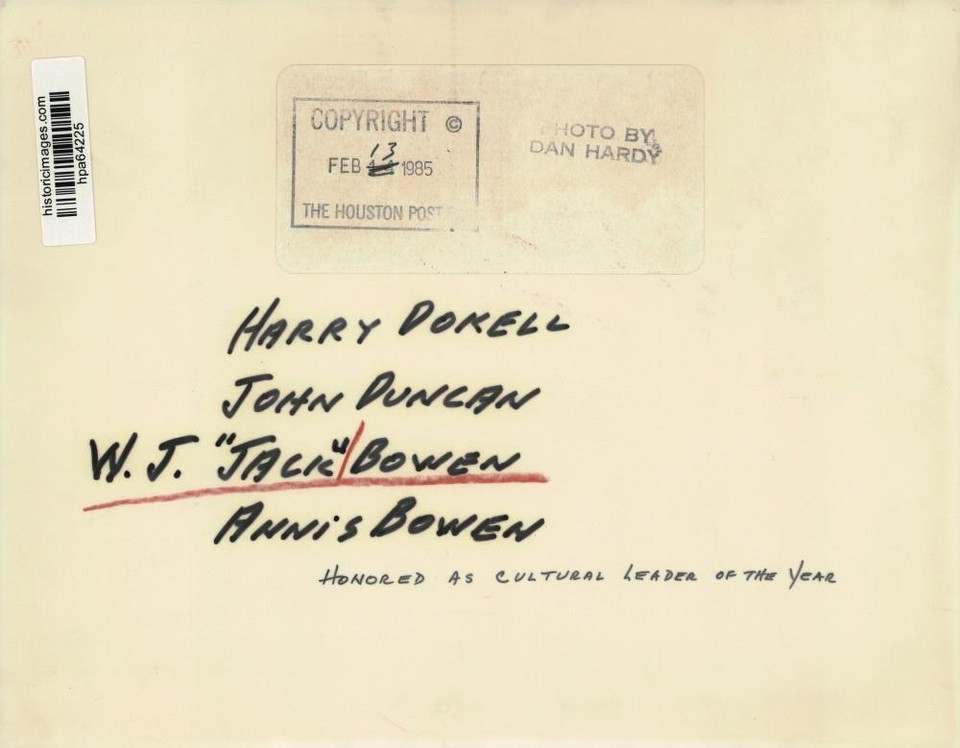 historicimages.com
hpa64225
COPYRIGHT ©
13
FEB 1985
THE HOUSTON POST
PHOTO BY
DAN HARDY
HARRY DOKELL
JOHN DUNCAN
W. J. "JACK"/BOWEN
ANNiS BOWEN
HONORED AS CULTURAL LEADER OF THE YEAR